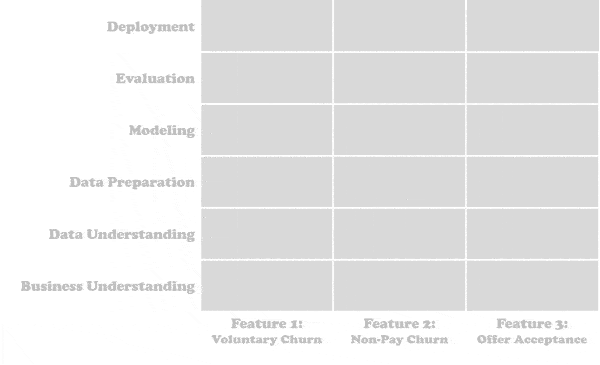 Deployment
Evaluation
Modeling
Data Preparation
Data Understanding
Business Understanding
Feature 1: Feature 2: Feature 3:
Voluntary Churn Non-Pay Churn Offer Acceptance